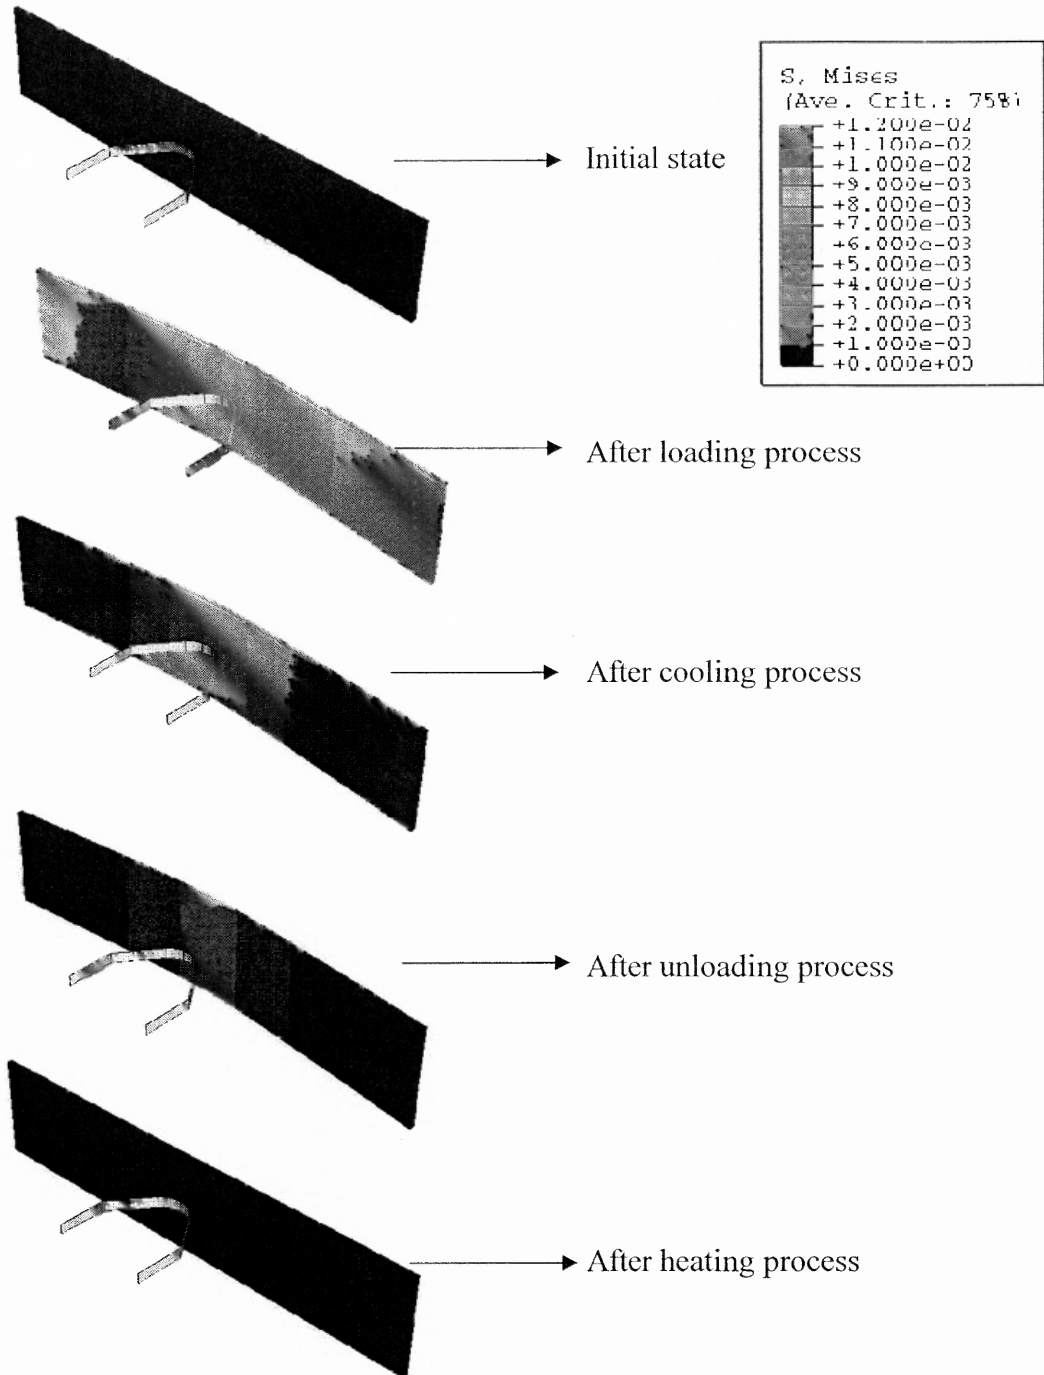 S, Mises
(Ave. Crit.: 75%)
+1.200e-02
+1.100e-02
+1.000e-02
+9.000e-03
+8.000e-03
+7.000e-03
+6.000e-03
+5.000e-03
+4.000e-03
+3.000e-03
+2.000e-03
+1.000e-03
+0.000e+00
Initial state
After loading process
After cooling process
After unloading process
After heating process